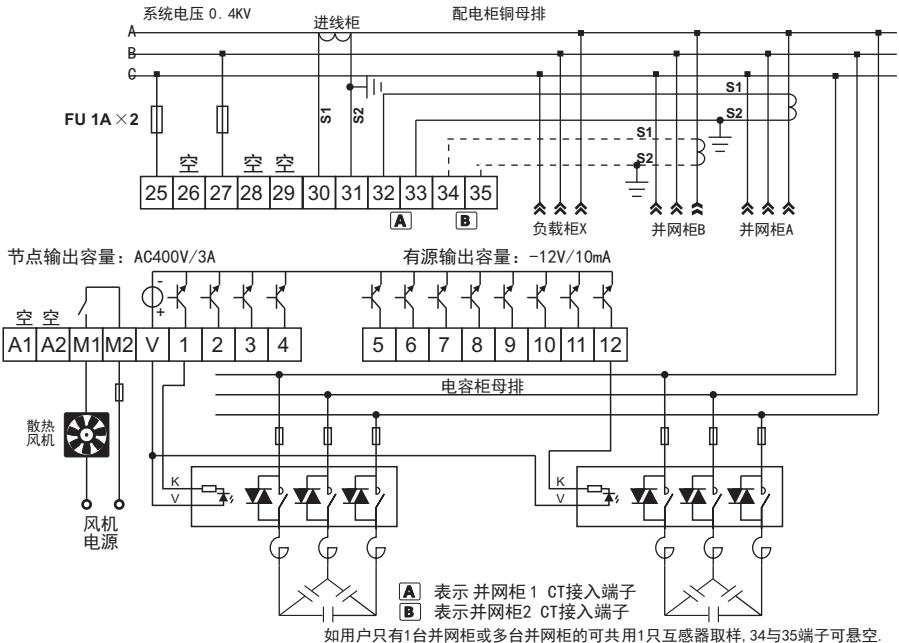 系统电压 0.4KV
进线柜
配电柜铜母排
A
B
C
S1
S2
S1
S2
S1
S2
FU 1A×2
空
空
空
25 26 27 28 29 30 31 32 33 34 35
A
B
负载柜X
并网柜B
并网柜A
节点输出容量: AC400V/3A
有源输出容量: -12V/10mA
-
+
空 空
A1 A2 M1 M2 V 1 2 3 4
5 6 7 8 9 10 11 12
电容柜母排
散热
风机
K
V
K
V
风机
电源
A 表示 并网柜1 CT接入端子
B 表示并网柜2 CT接入端子
如用户只有1台并网柜或多台并网柜的可共用1只互感器取样, 34与35端子可悬空.